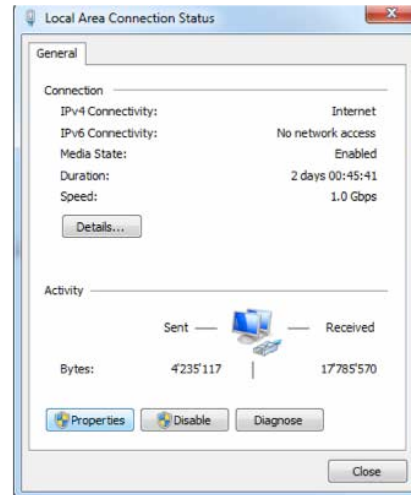 Local Area Connection Status
General
Connection
IPv4 Connectivity: Internet
IPv6 Connectivity: No network access
Media State: Enabled
Duration: 2 days 00:45:41
Speed: 1.0 Gbps
Details...
Activity
Sent Received
Bytes: 4'235'117 17'785'570
Properties Disable Diagnose
Close